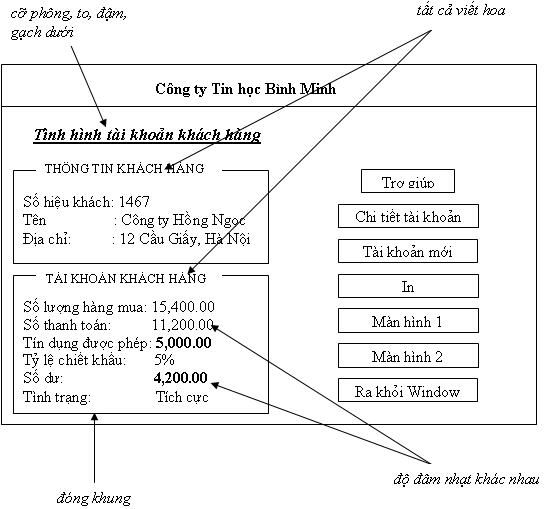 cỡ phông, to, đậm,
gạch dưới
tất cả viết hoa
Công ty Tin học Bình Minh
Tình hình tài khoản khách hàng
THÔNG TIN KHÁCH HÀNG
Số hiệu khách: 1467
Tên : Công ty Hồng Ngọc
Địa chỉ: : 12 Cầu Giấy, Hà Nội
TÀI KHOẢN KHÁCH HÀNG
Số lượng hàng mua: 15,400.00
Số thanh toán: 11,200.00
Tín dụng được phép: 5,000.00
Tỷ lệ chiết khấu: 5%
Số dư: 4,200.00
Tình trạng: Tích cực
Trợ giúp
Chi tiết tài khoản
Tài khoản mới
In
Màn hình 1
Màn hình 2
Ra khỏi Window
độ đâm nhạt khác nhau
đóng khung